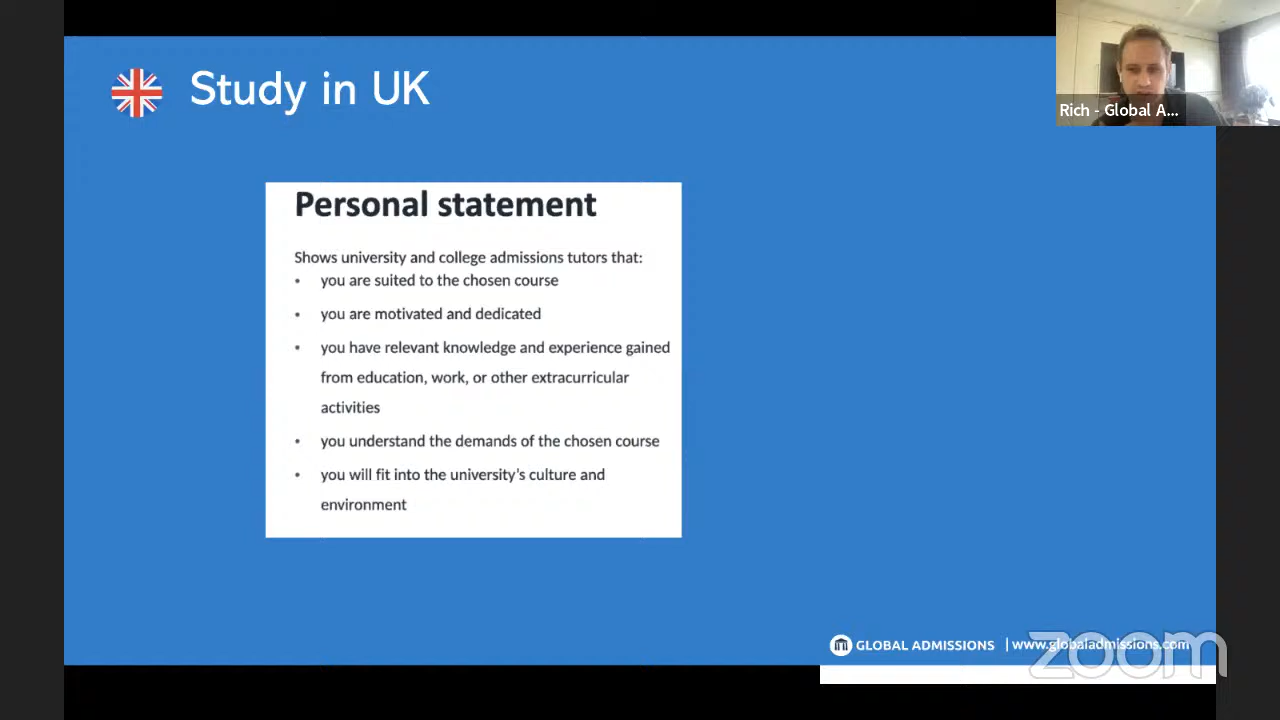 Study in UK
Rich - Global A...
Personal statement
Shows university and college admissions tutors that:
• you are suited to the chosen course
• you are motivated and dedicated
• you have relevant knowledge and experience gained
from education, work, or other extracurricular
activities
• you understand the demands of the chosen course
• you will fit into the university's culture and
environment
GLOBAL ADMISSIONS | www.globaladmissions.com
zoom